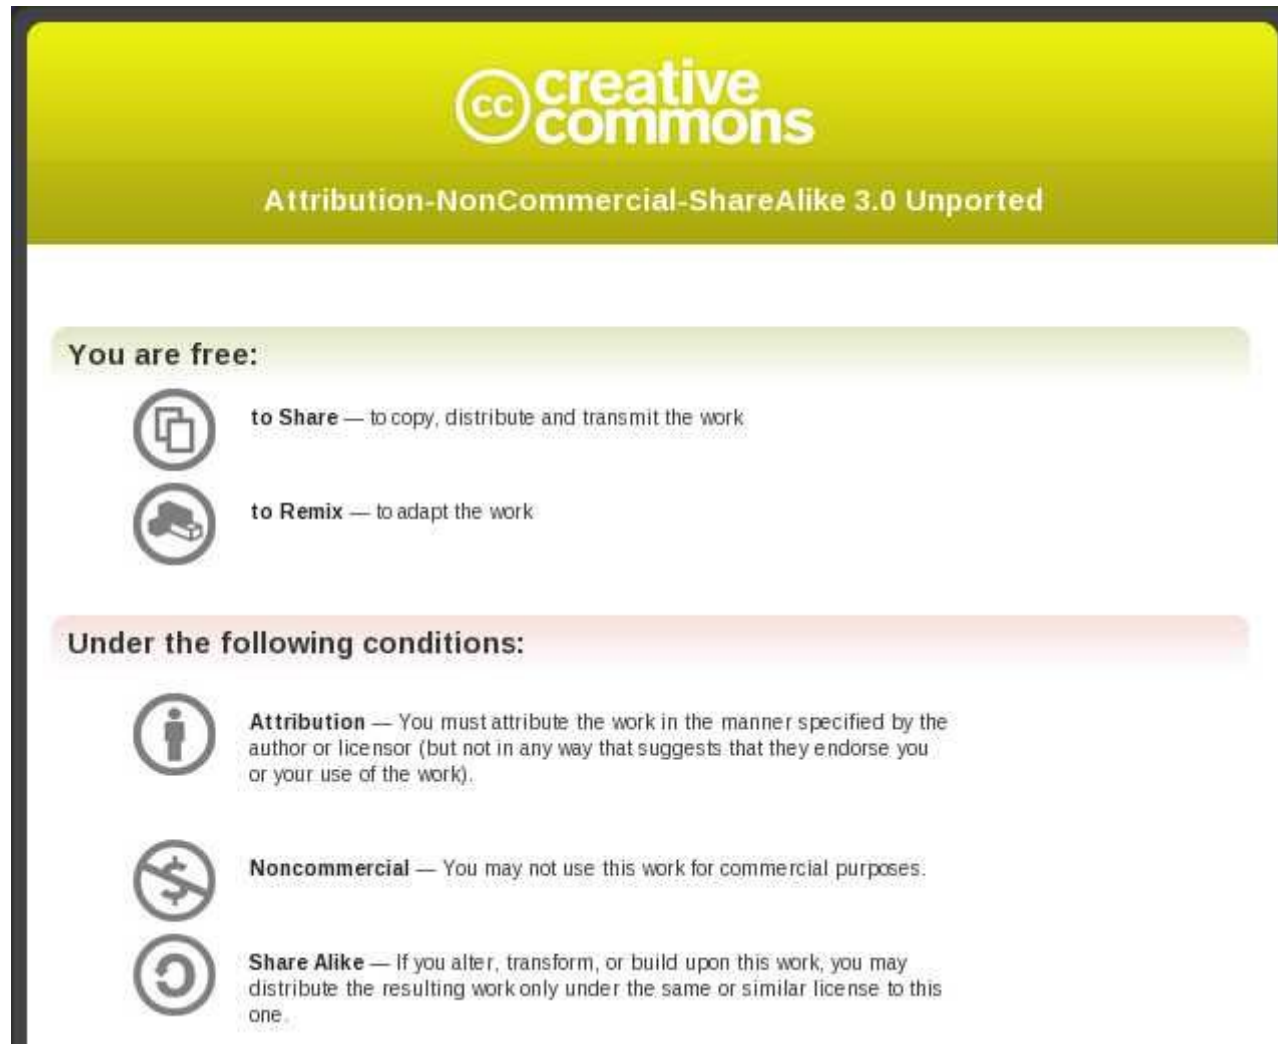 cc creative
commons
Attribution-NonCommercial-ShareAlike 3.0 Unported
You are free:
to Share — to copy, distribute and transmit the work
to Remix — to adapt the work
Under the following conditions:
Attribution — You must attribute the work in the manner specified by the
author or licensor (but not in any way that suggests that they endorse you
or your use of the work).
$
Noncommercial — You may not use this work for commercial purposes.
Share Alike — If you alter, transform, or build upon this work, you may
distribute the resulting work only under the same or similar license to this
one.